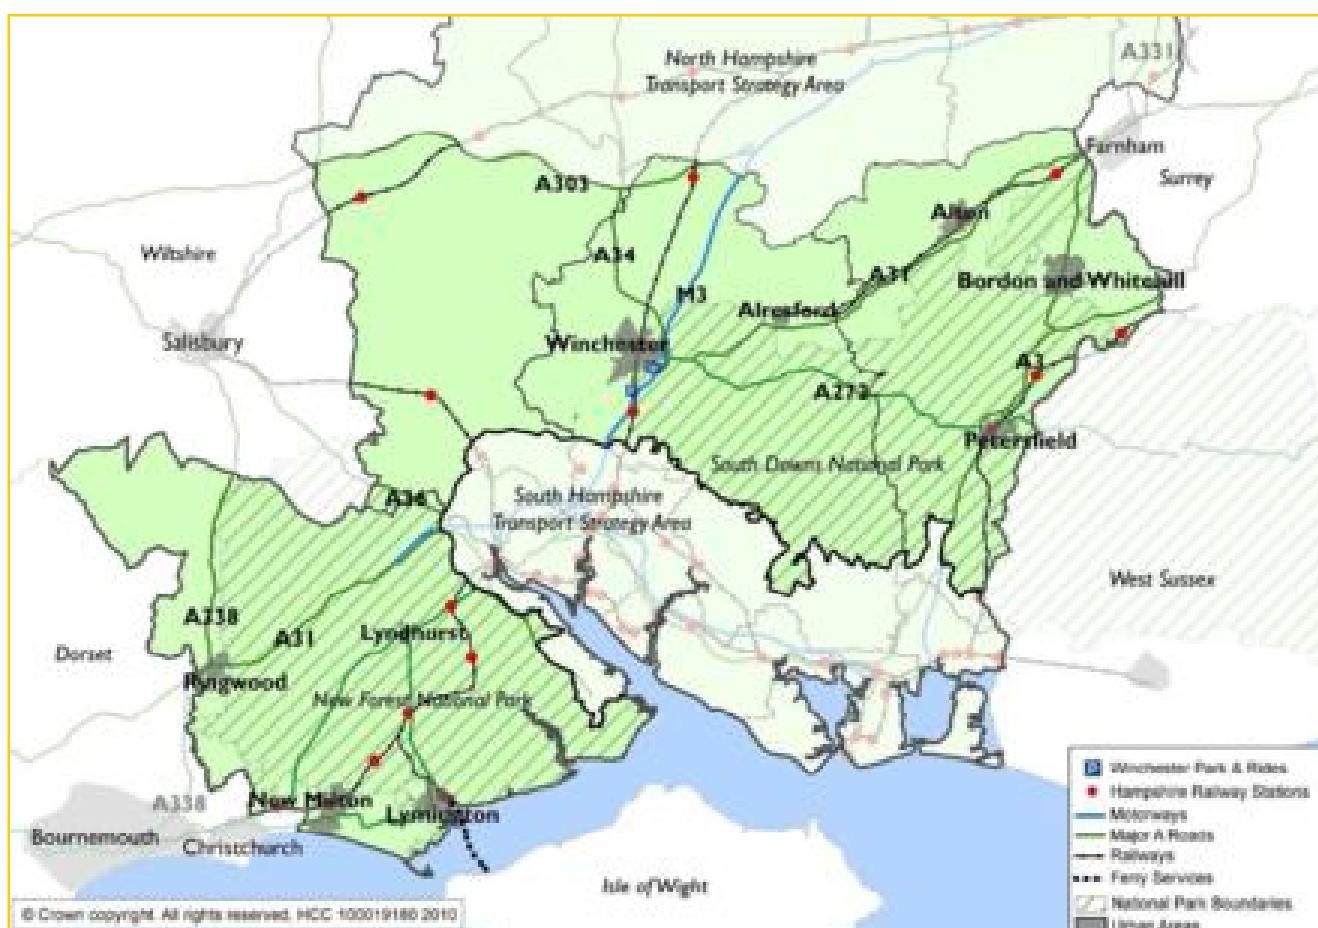 North Hampshire
Transport Strategy Area
A331
Farnham
Surrey
A303
Alton
Wiltshire
A34
A31
Bordon and Whitehill
M3
Alresford
Salisbury
Winchester
A3
A272
Petersfield
South Downs National Park
A36
South Hampshire
Transport Strategy Area
West Sussex
A338
A31
Lyndhurst
Dorset
Ryngwood
New Forest National Park
A338
New Milton
Lymington
Bournemouth
Christchurch
Isle of Wight
Winchester Park & Rides
Hampshire Railway Stations
Motorways
Major A Roads
Railways
Ferry Services
National Park Boundaries
Urban Areas
© Crown copyright. All rights reserved, HCC 100019180 2010